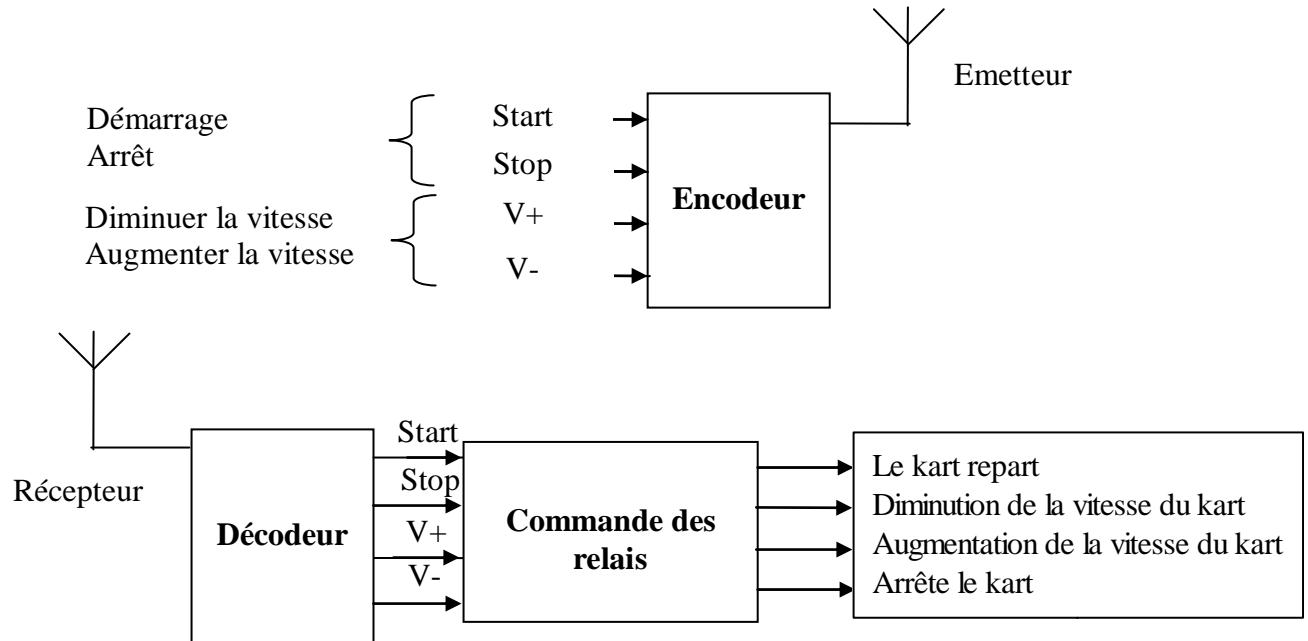 Emetteur
Démarrage
Arrêt
Diminuer la vitesse
Augmenter la vitesse
Start
Stop
V+
V-
Encodeur
Récepteur
Décodeur
Start
Stop
V+
V-
Commande des
relais
Le kart repart
Diminution de la vitesse du kart
Augmentation de la vitesse du kart
Arrête le kart